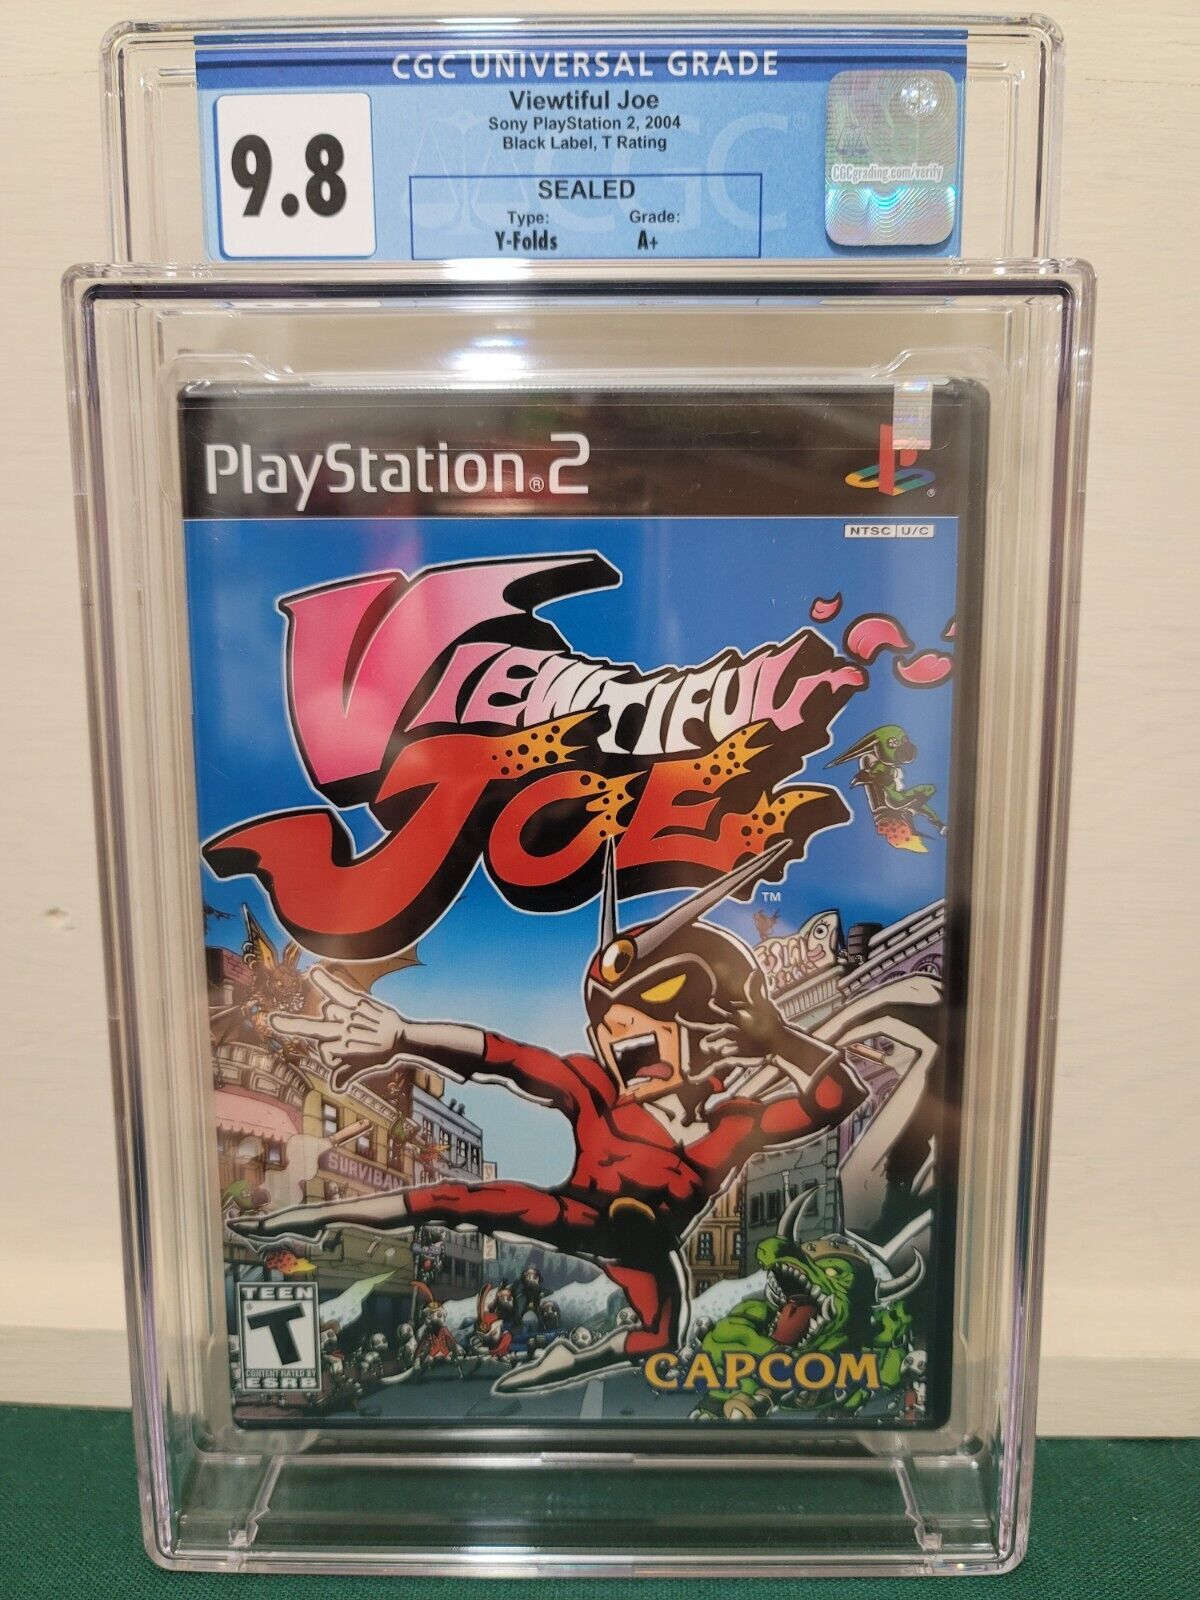 CGC UNIVERSAL GRADE
9.8
Viewtiful Joe
Sony PlayStation 2, 2004
Black Label, T Rating
SEALED
Type: Grade:
Y-Folds A+
CGCgrading.com/verify
PlayStation®2
NTSC U/C
VIEWTIFUL
JOE
™
SURVIBAN
TEEN
T
CONTENT RATED BY
ESRB
CAPCOM